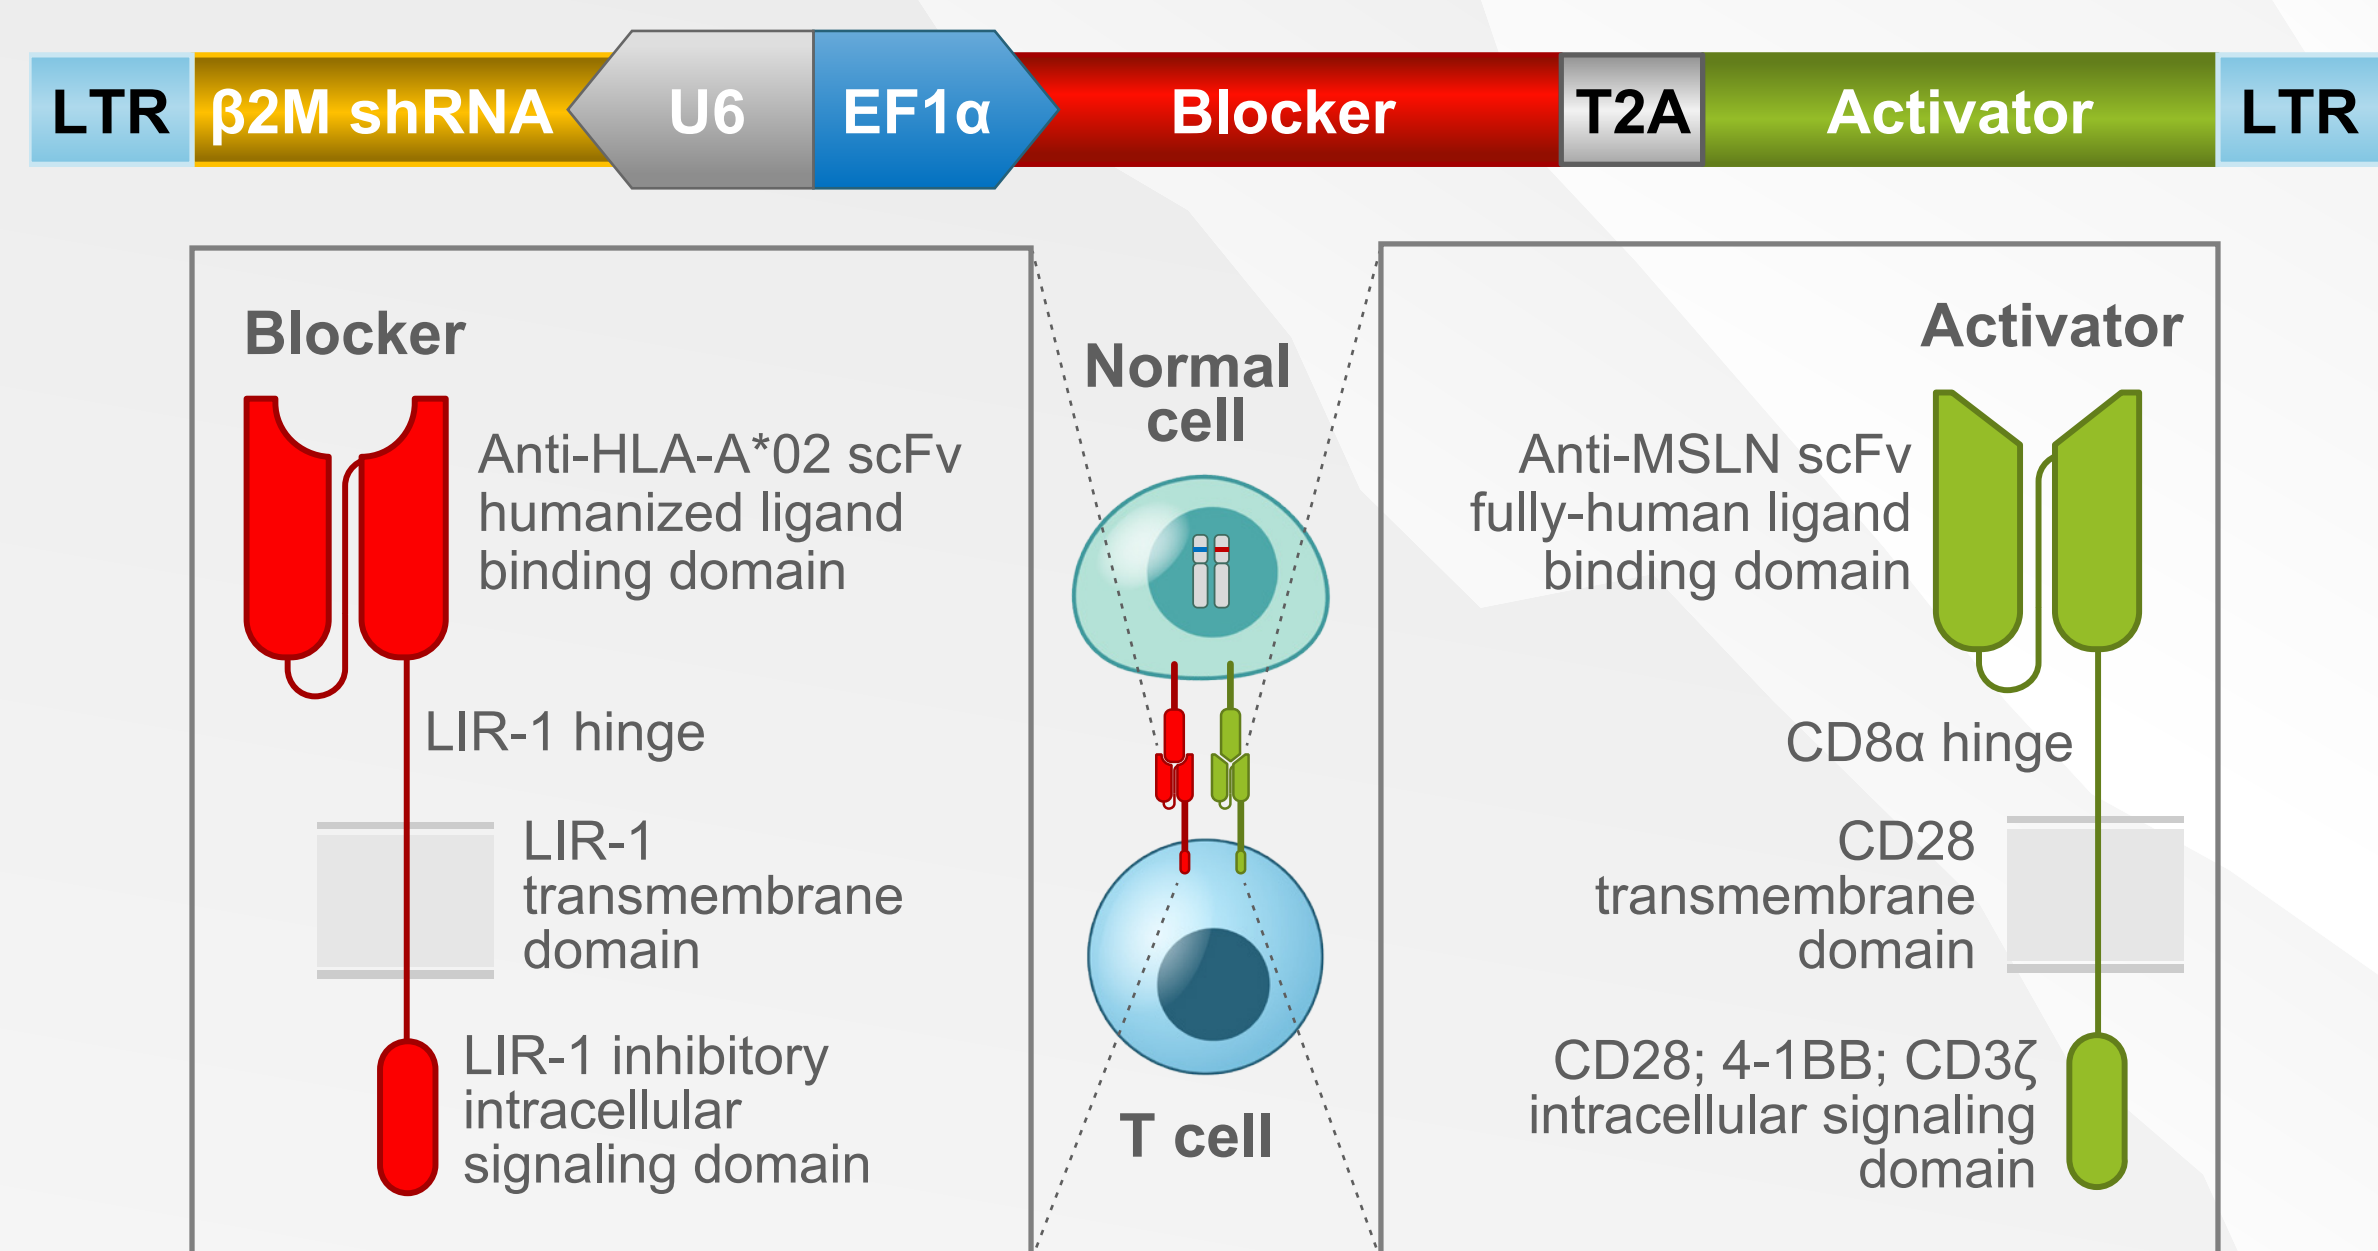 LTR β2M shRNA U6 EF1α Blocker T2A Activator LTR
Blocker
Anti-HLA-A*02 scFv
humanized ligand
binding domain
LIR-1 hinge
LIR-1
transmembrane
domain
LIR-1 inhibitory
intracellular
signaling domain
Normal
cell
T cell
Activator
Anti-MSLN scFv
fully-human ligand
binding domain
CD8α hinge
CD28
transmembrane
domain
CD28; 4-1BB; CD3ζ
intracellular signaling
domain